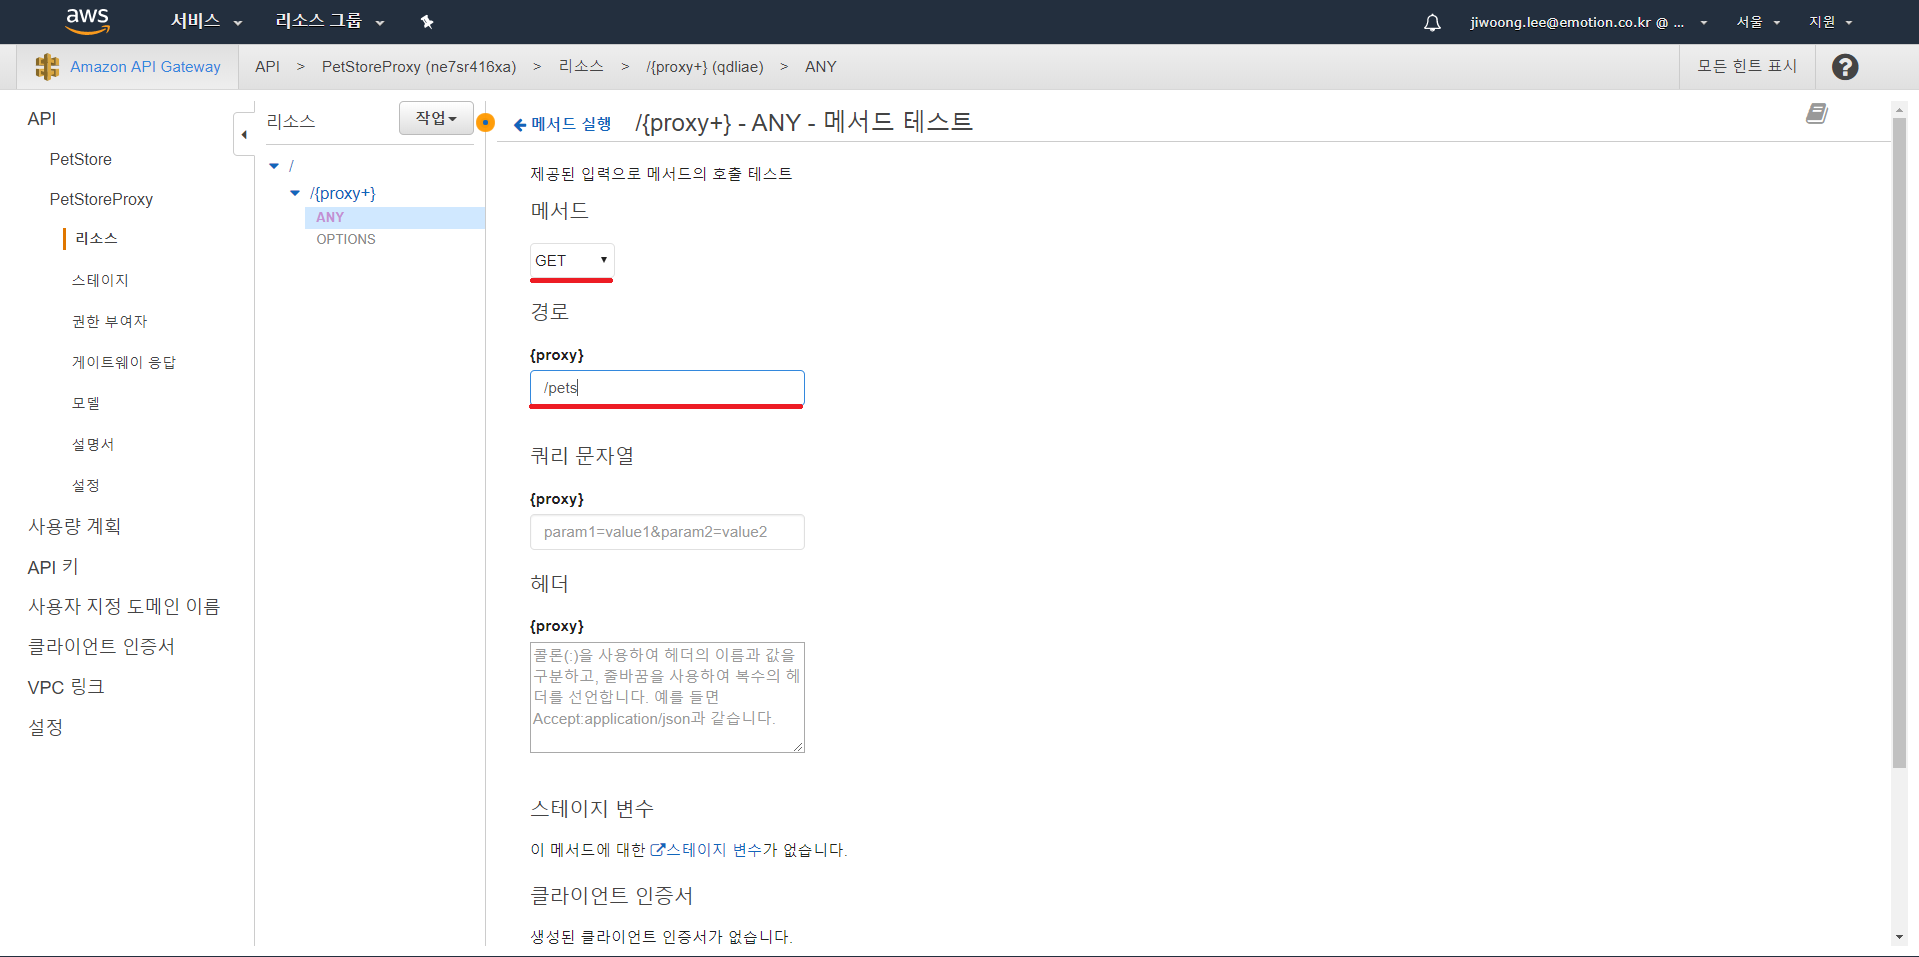 aws 서비스 리소스 그룹 jiwoong.lee@emotion.co.kr @ ... 서울 지원
Amazon API Gateway API > PetStoreProxy (ne7sr416xa) > 리소스 > /{proxy+} (qdliae) > ANY 모든 힌트 표시 ?
API
PetStore
PetStoreProxy
리소스
스테이지
권한 부여자
게이트웨이 응답
모델
설명서
설정
사용량 계획
API 키
사용자 지정 도메인 이름
클라이언트 인증서
VPC 링크
설정
리소스 작업
/
/{proxy+}
ANY
OPTIONS
메서드 실행 /{proxy+} - ANY - 메서드 테스트
제공된 입력으로 메서드의 호출 테스트
메서드
GET
경로
{proxy}
/pets
쿼리 문자열
{proxy}
param1=value1&param2=value2
헤더
{proxy}
콜론(:)을 사용하여 헤더의 이름과 값을
구분하고, 줄바꿈을 사용하여 복수의 헤
더를 선언합니다. 예를 들면
Accept:application/json과 같습니다.
스테이지 변수
이 메서드에 대한 스테이지 변수가 없습니다.
클라이언트 인증서
생성된 클라이언트 인증서가 없습니다.